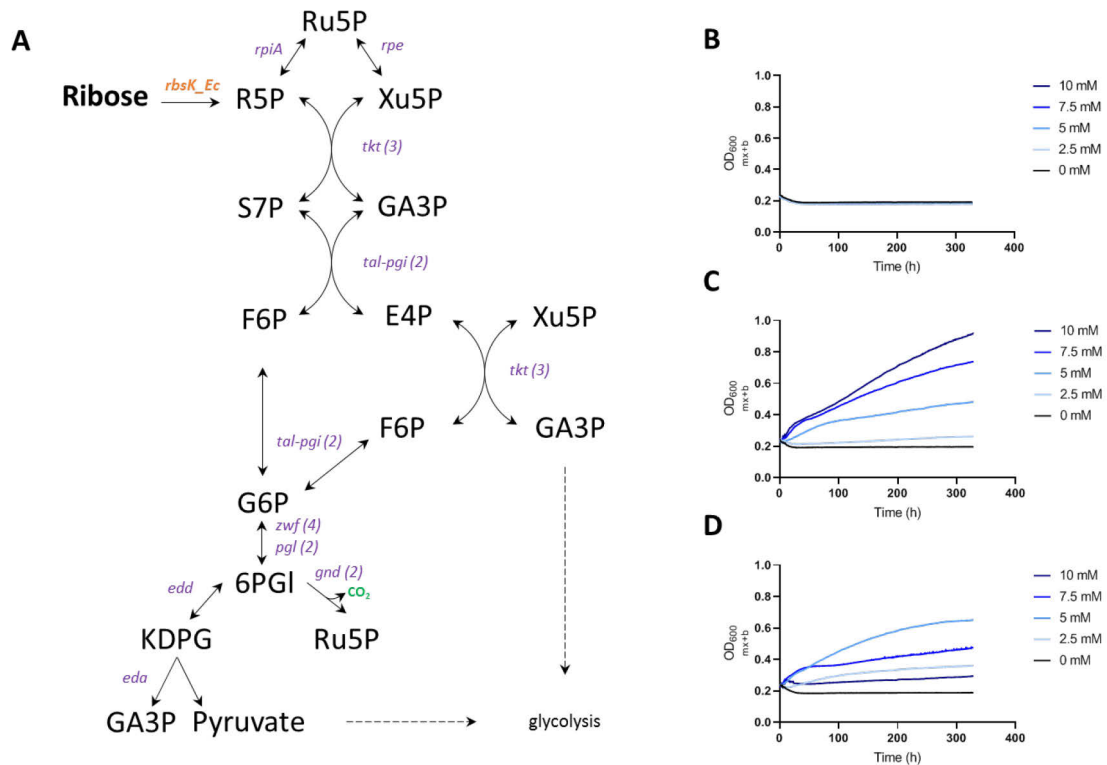 A
Ru5P
rpiA
rpe
Ribose
rbsK_Ec
R5P
Xu5P
tkt (3)
S7P
GA3P
tal-pgi (2)
F6P
E4P
Xu5P
tkt (3)
F6P
GA3P
tal-pgi (2)
G6P
zwf (4)
pgl (2)
6PGl
gnd (2)
CO₂
edd
KDPG
Ru5P
eda
GA3P
Pyruvate
glycolysis
B
OD600
mx+b
1.0
0.8
0.6
0.4
0.2
0.0
0
100
200
300
400
Time (h)
10 mM
7.5 mM
5 mM
2.5 mM
0 mM
C
OD600
mx+b
1.0
0.8
0.6
0.4
0.2
0.0
0
100
200
300
400
Time (h)
10 mM
7.5 mM
5 mM
2.5 mM
0 mM
D
OD600
mx+b
1.0
0.8
0.6
0.4
0.2
0.0
0
100
200
300
400
Time (h)
10 mM
7.5 mM
5 mM
2.5 mM
0 mM